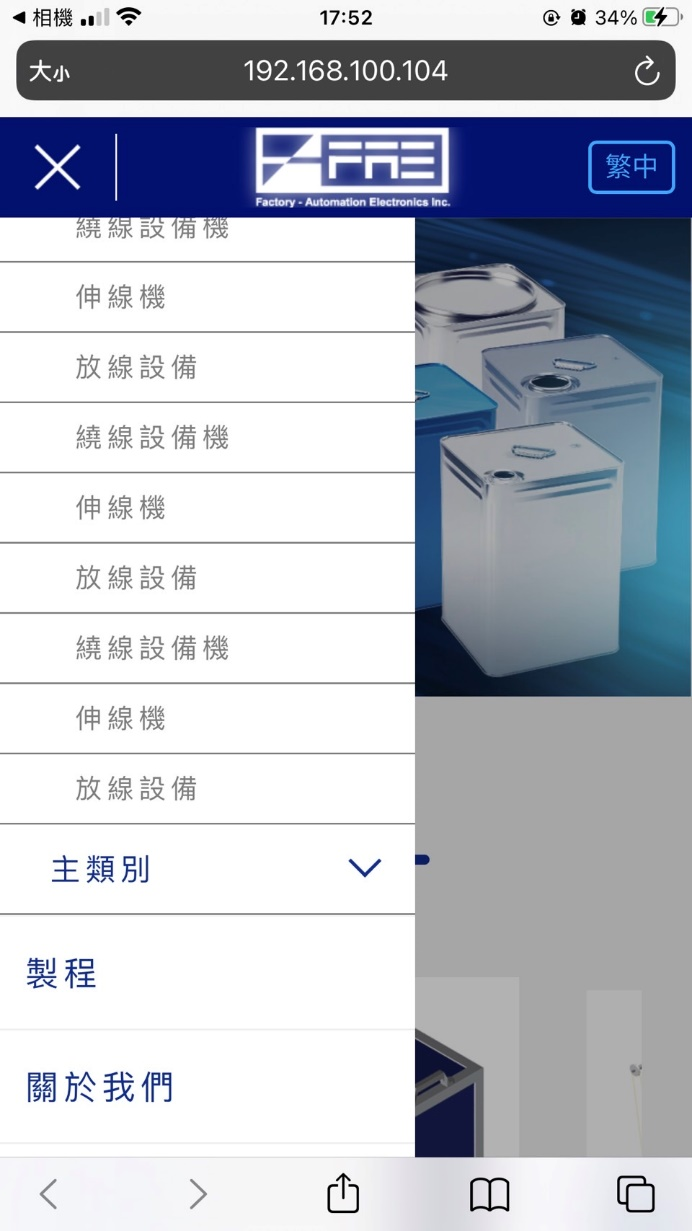 相機
17:52
34%
大小
192.168.100.104
FAE
繁中
Factory - Automation Electronics Inc.
繞線設備機
伸線機
放線設備
繞線設備機
伸線機
放線設備
繞線設備機
伸線機
放線設備
主類別
製程
關於我們